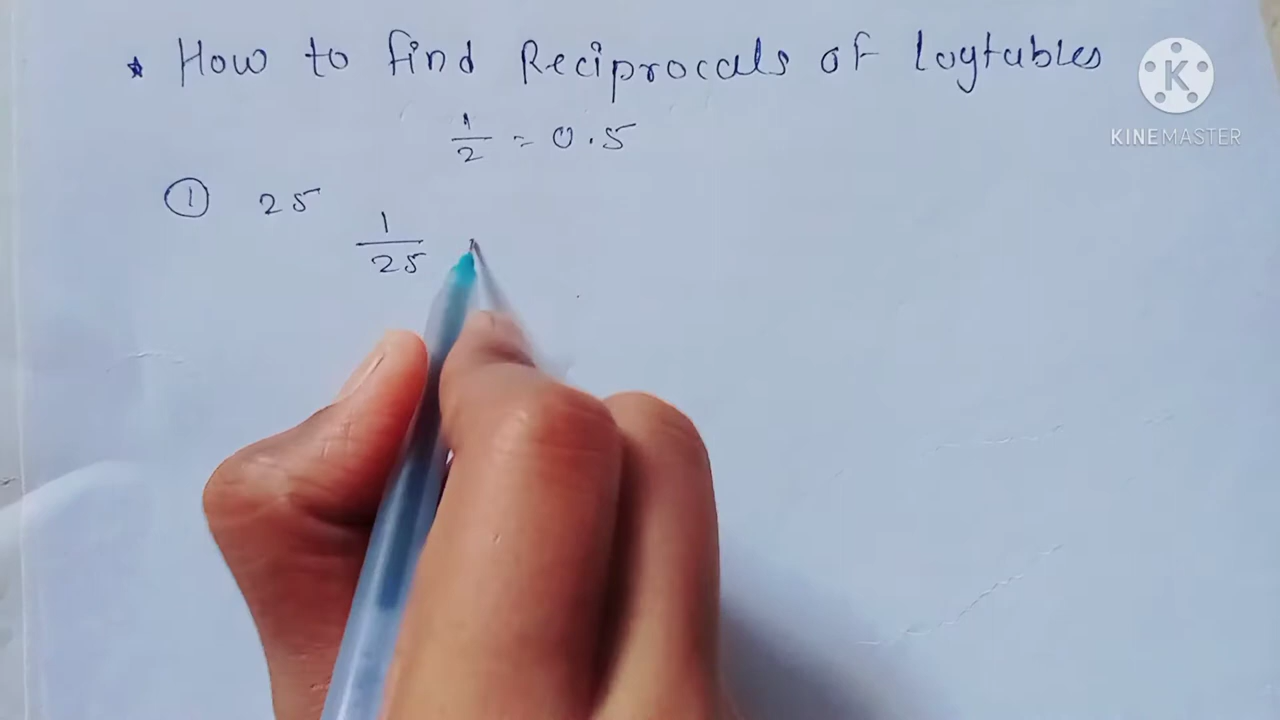 * How to find Reciprocals of logtables
K
KINEMASTER
1/2 = 0.5
① 25
1/25